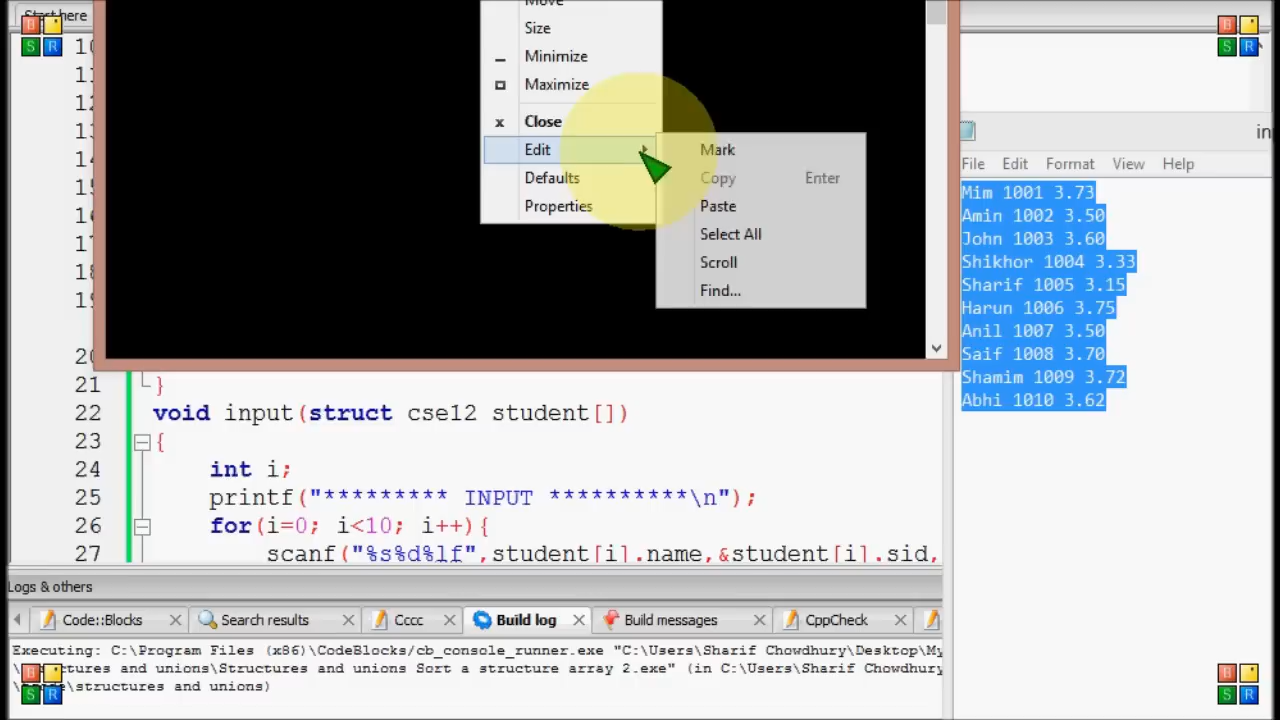 Start here
Move
Size
Minimize
Maximize
x Close
Edit
Defaults
Properties
Mark
Copy Enter
Paste
Select All
Scroll
Find...
in
File Edit Format View Help
Mim 1001 3.73
Amin 1002 3.50
John 1003 3.60
Shikhor 1004 3.33
Sharif 1005 3.15
Harun 1006 3.75
Anil 1007 3.50
Saif 1008 3.70
Shamim 1009 3.72
Abhi 1010 3.62
21 }
22 void input(struct cse12 student[])
23 {
24 int i;
25 printf("********* INPUT **********\n");
26 for(i=0; i<10; i++){
27 scanf("%s%d%lf",student[i].name,&student[i].sid,
Logs & others
Code::Blocks Search results Cccc Build log Build messages CppCheck
Executing: C:\Program Files (x86)\CodeBlocks/cb_console_runner.exe "C:\Users\Sharif Chowdhury\Desktop\My
\structures and unions\Structures and unions Sort a structure array 2.exe" (in C:\Users\Sharif Chowdhury
\structures and unions)
B
S R
B
S R
B
S R
B
S R